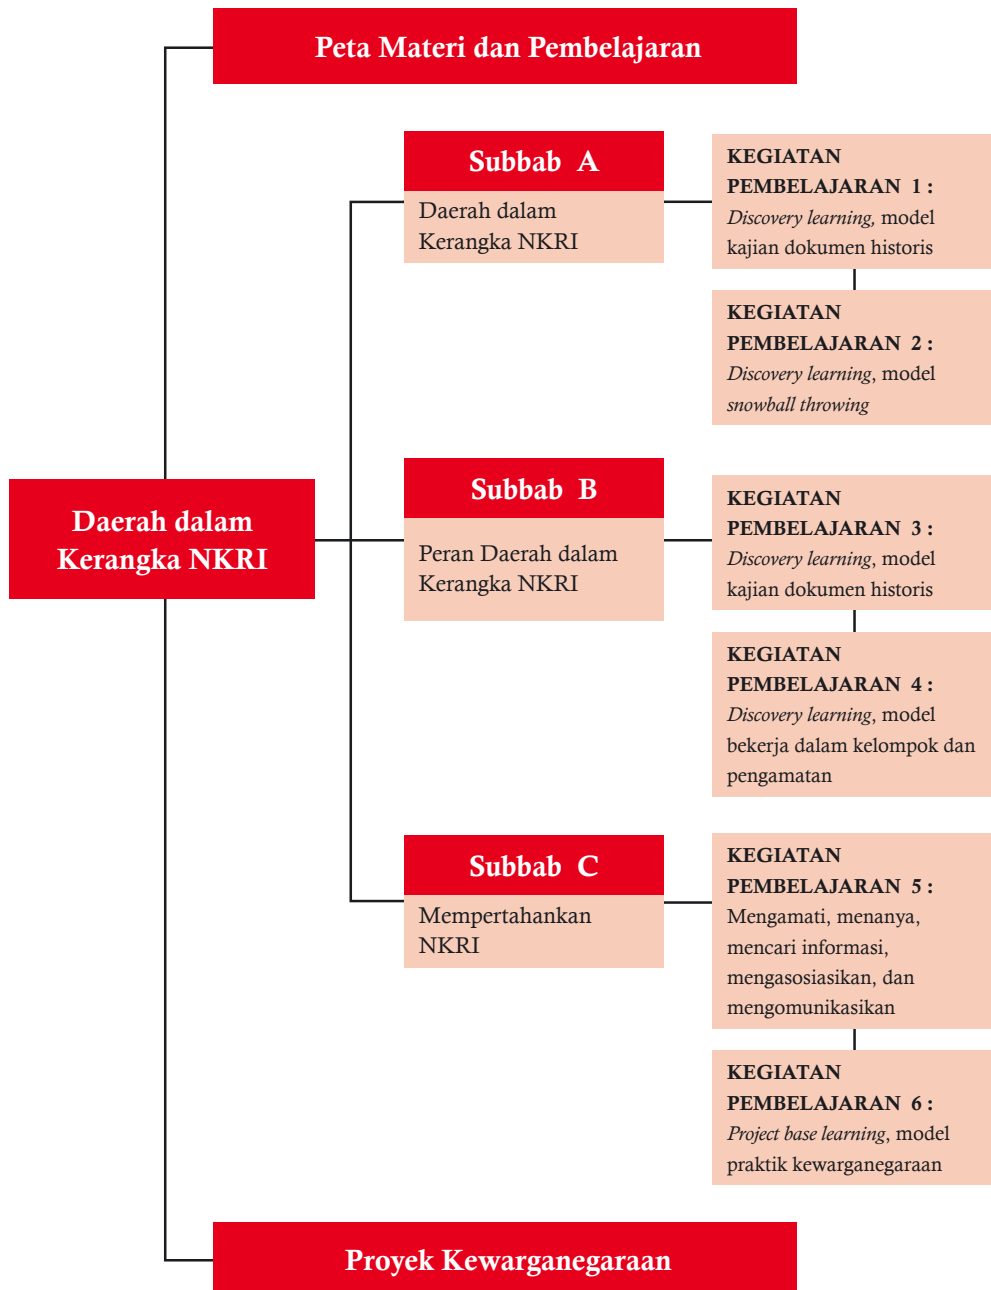 Peta Materi dan Pembelajaran
Subbab A
Daerah dalam
Kerangka NKRI
KEGIATAN
PEMBELAJARAN 1 :
Discovery learning, model
kajian dokumen historis
KEGIATAN
PEMBELAJARAN 2 :
Discovery learning, model
snowball throwing
Daerah dalam
Kerangka NKRI
Subbab B
Peran Daerah dalam
Kerangka NKRI
KEGIATAN
PEMBELAJARAN 3 :
Discovery learning, model
kajian dokumen historis
KEGIATAN
PEMBELAJARAN 4 :
Discovery learning, model
bekerja dalam kelompok dan
pengamatan
Subbab C
Mempertahankan
NKRI
KEGIATAN
PEMBELAJARAN 5 :
Mengamati, menanya,
mencari informasi,
mengasosiasikan, dan
mengomunikasikan
KEGIATAN
PEMBELAJARAN 6 :
Project base learning, model
praktik kewarganegaraan
Proyek Kewarganegaraan